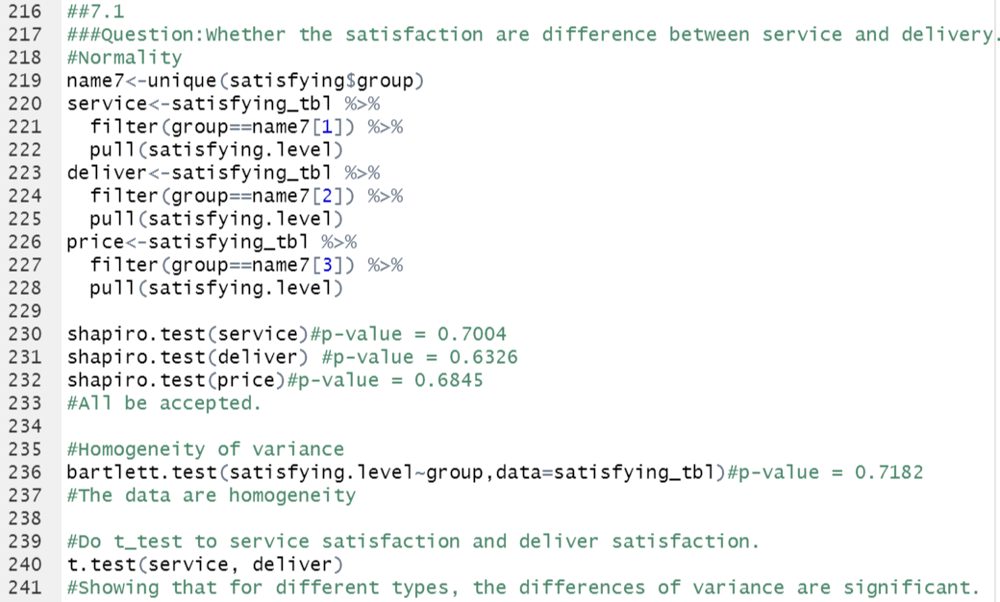 216 ##7.1
217 ###Question:Whether the satisfaction are difference between service and delivery.
218 #Normality
219 name7<-unique(satisfying$group)
220 service<-satisfying_tbl %>%
221 filter(group==name7[1]) %>%
222 pull(satisfying.level)
223 deliver<-satisfying_tbl %>%
224 filter(group==name7[2]) %>%
225 pull(satisfying.level)
226 price<-satisfying_tbl %>%
227 filter(group==name7[3]) %>%
228 pull(satisfying.level)
229
230 shapiro.test(service)#p-value = 0.7004
231 shapiro.test(deliver) #p-value = 0.6326
232 shapiro.test(price)#p-value = 0.6845
233 #All be accepted.
234
235 #Homogeneity of variance
236 bartlett.test(satisfying.level~group,data=satisfying_tbl)#p-value = 0.7182
237 #The data are homogeneity
238
239 #Do t_test to service satisfaction and deliver satisfaction.
240 t.test(service, deliver)
241 #Showing that for different types, the differences of variance are significant.